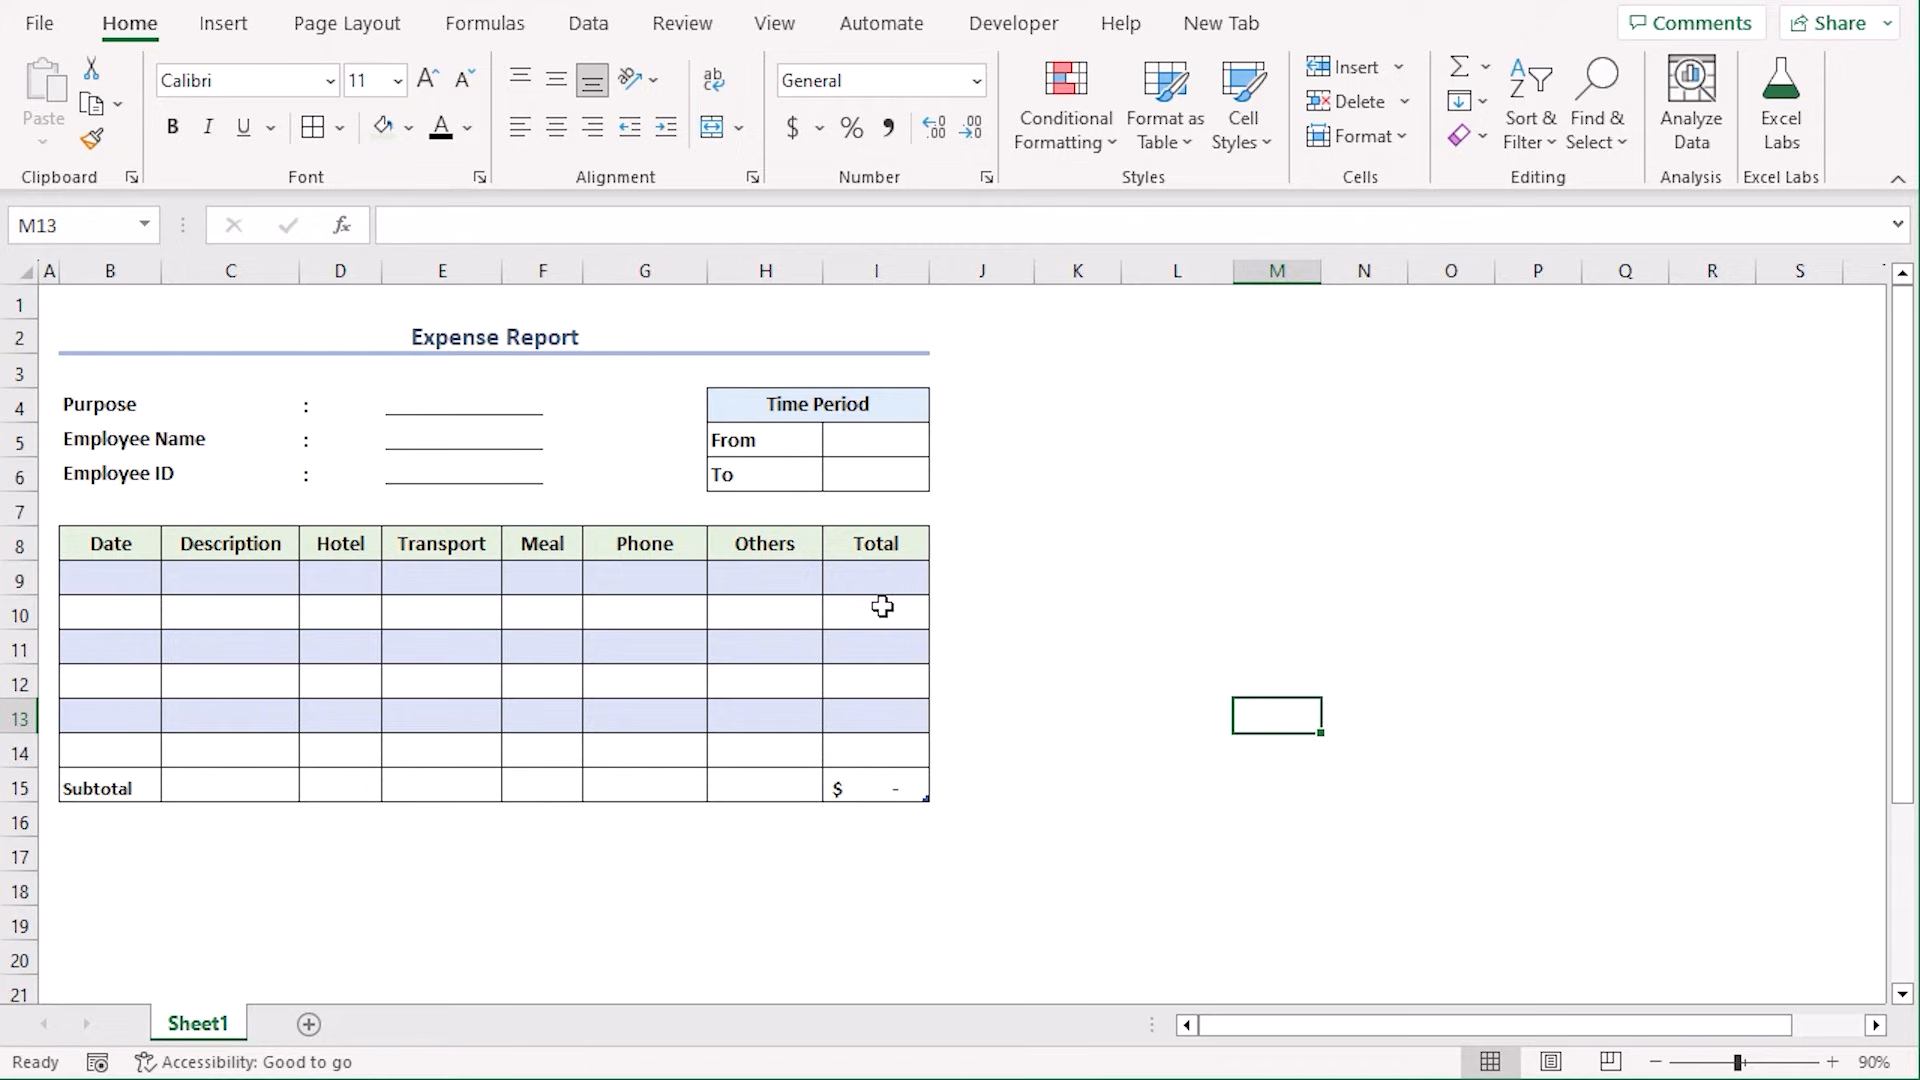 File Home Insert Page Layout Formulas Data Review View Automate Developer Help New Tab Comments Share
Calibri 11 General
Paste
B I U A ab $ % 9 .00
Conditional Formatting
Format as Table
Cell Styles
Insert
Delete
Format
Sort & Filter
Find & Select
Analyze Data
Excel Labs
Clipboard Font Alignment Number Styles Cells Editing Analysis Excel Labs
M13 fx
A B C D E F G H I J K L M N O P Q R S
1
2 Expense Report
3
4 Purpose : Time Period
5 Employee Name : From
6 Employee ID : To
7
8 Date Description Hotel Transport Meal Phone Others Total
9
10
11
12
13
14
15 Subtotal $ -
16
17
18
19
20
21
Sheet1
Ready Accessibility: Good to go 90%